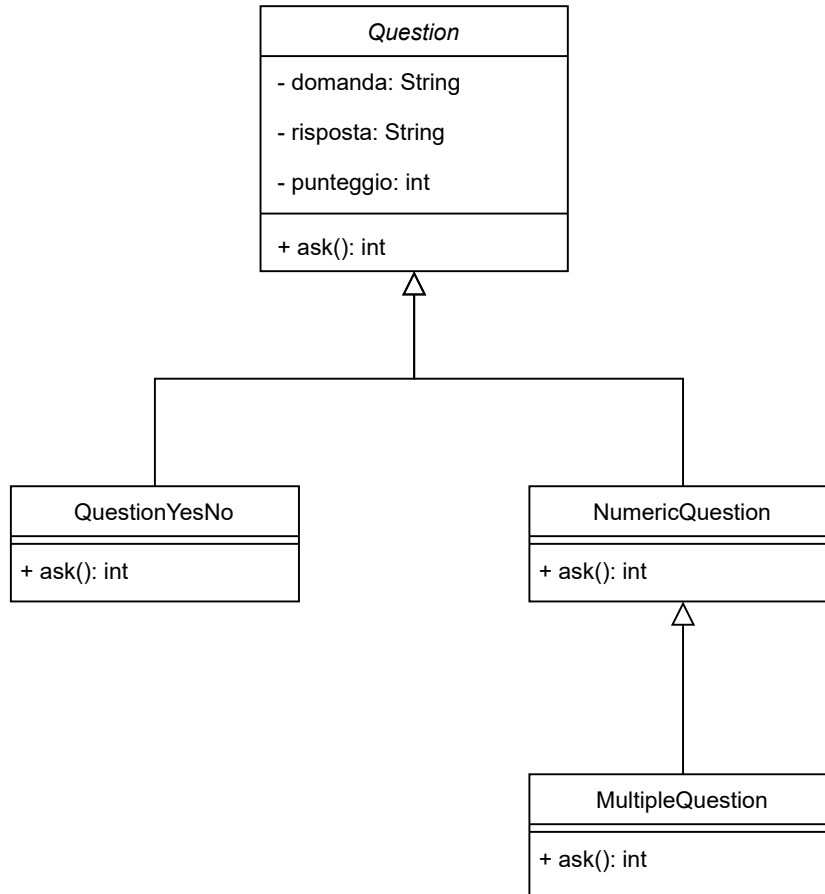 Question
- domanda: String
- risposta: String
- punteggio: int
+ ask(): int
QuestionYesNo
+ ask(): int
NumericQuestion
+ ask(): int
MultipleQuestion
+ ask(): int